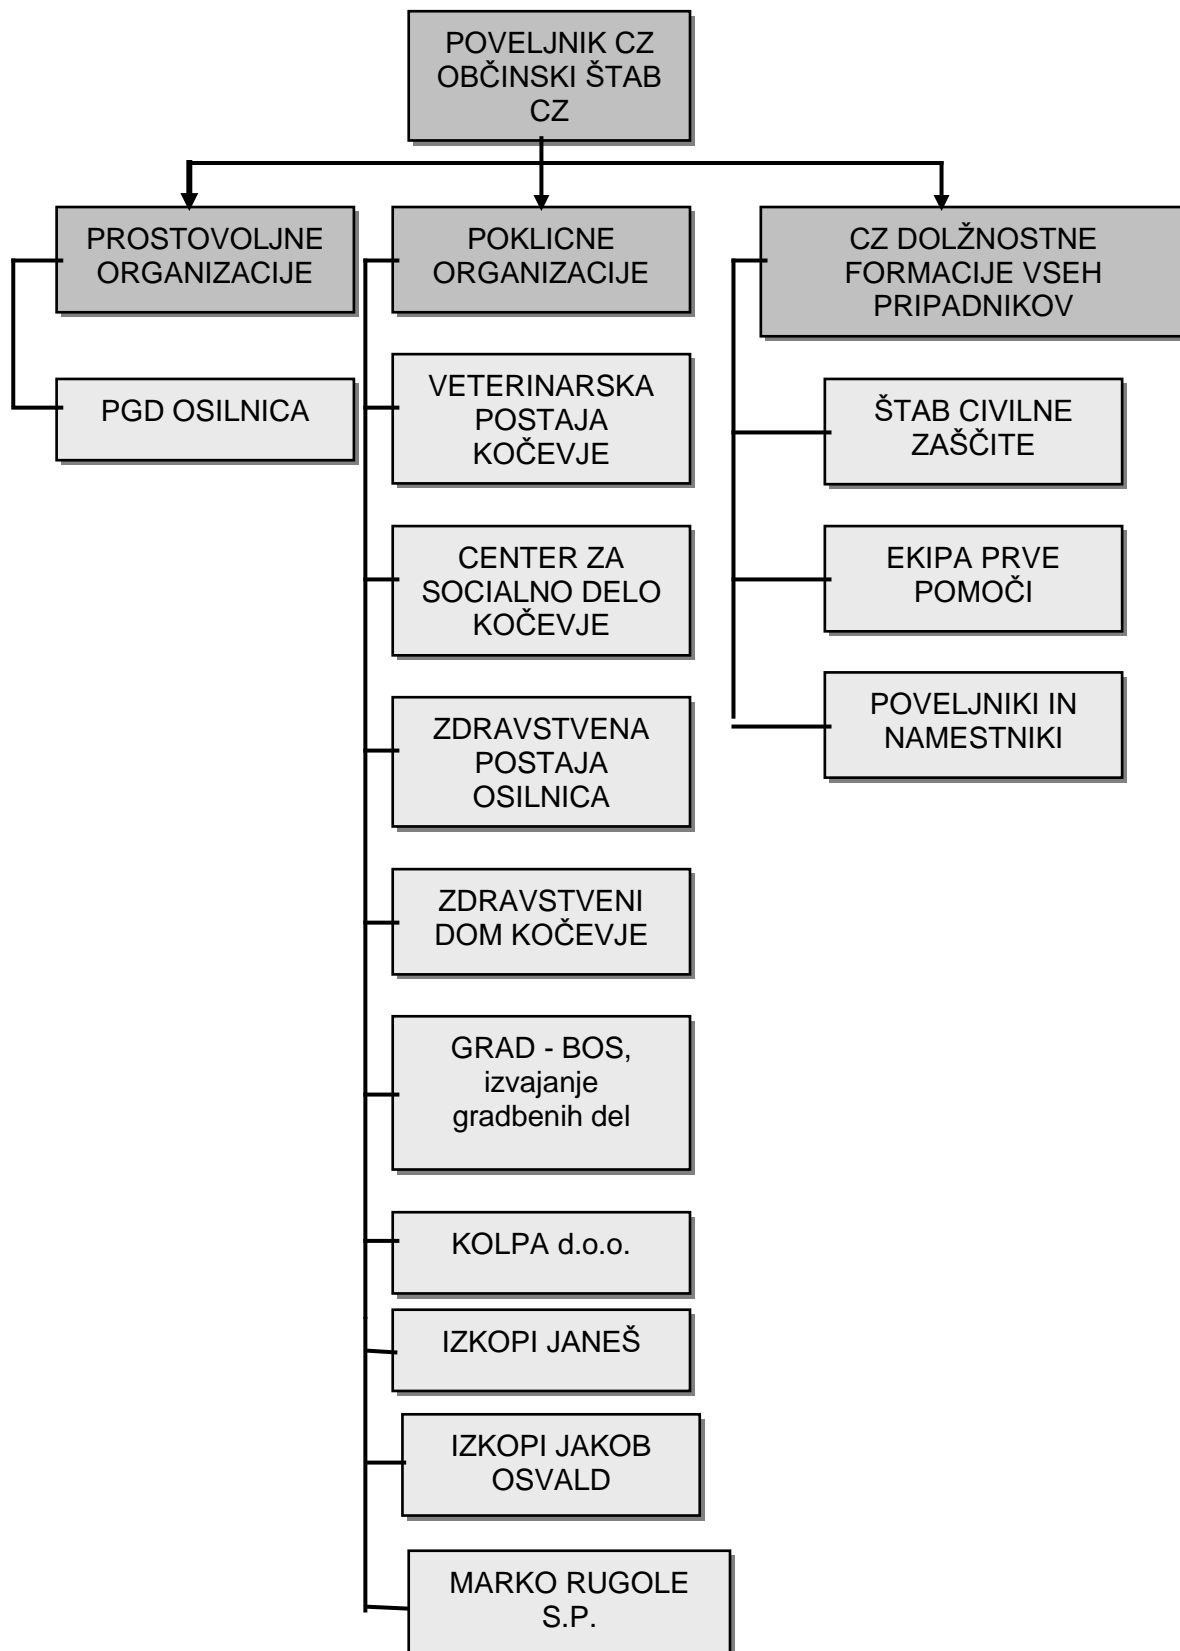 POVELJNIK CZ
OBČINSKI ŠTAB
CZ
PROSTOVOLJNE
ORGANIZACIJE
PGD OSILNICA
POKLICNE
ORGANIZACIJE
VETERINARSKA
POSTAJA
KOČEVJE
CENTER ZA
SOCIALNO DELO
KOČEVJE
ZDRAVSTVENA
POSTAJA
OSILNICA
ZDRAVSTVENI
DOM KOČEVJE
GRAD - BOS,
izvajanje
gradbenih del
KOLPA d.o.o.
IZKOPI JANEŠ
IZKOPI JAKOB
OSVALD
MARKO RUGOLE
S.P.
CZ DOLŽNOSTNE
FORMACIJE VSEH
PRIPADNIKOV
ŠTAB CIVILNE
ZAŠČITE
EKIPA PRVE
POMOČI
POVELJNIKI IN
NAMESTNIKI